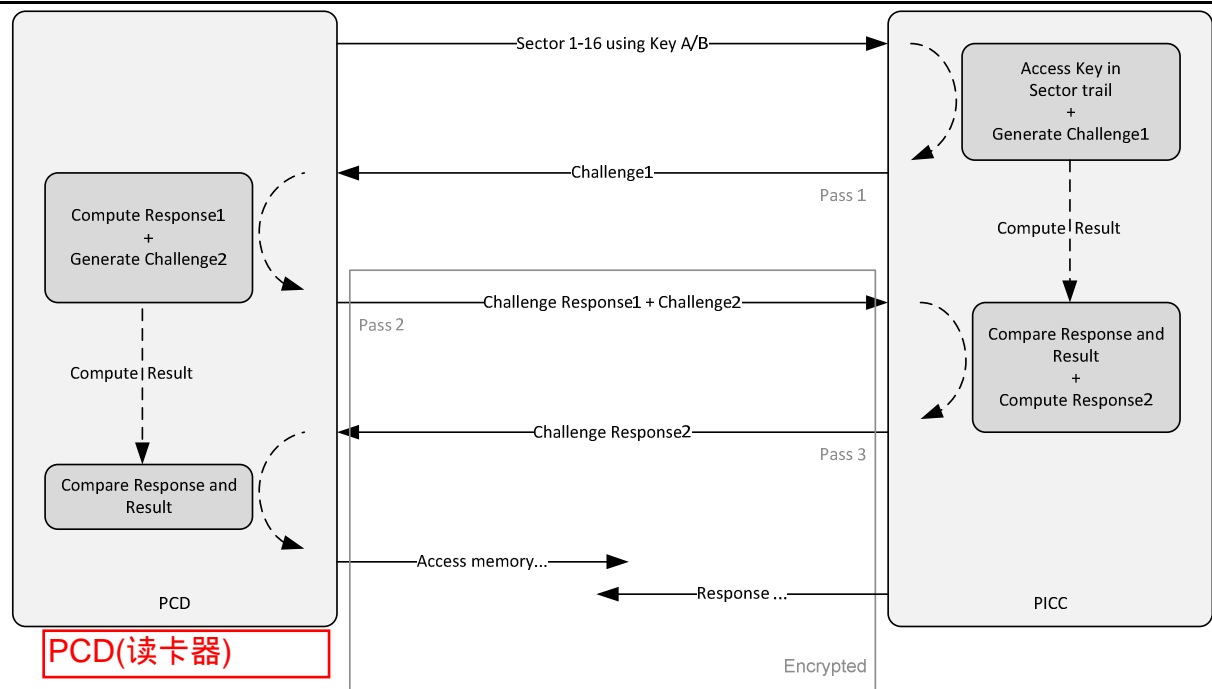 Sector 1-16 using Key A/B
Access Key in
Sector trail
+
Generate Challenge1
Challenge1
Pass 1
Compute Response1
+
Generate Challenge2
Compute Result
Challenge Response1 + Challenge2
Pass 2
Compare Response and
Result
+
Compute Response2
Compute Result
Challenge Response2
Pass 3
Compare Response and
Result
Access memory...
Response ...
PCD
PICC
PCD(读卡器)
Encrypted